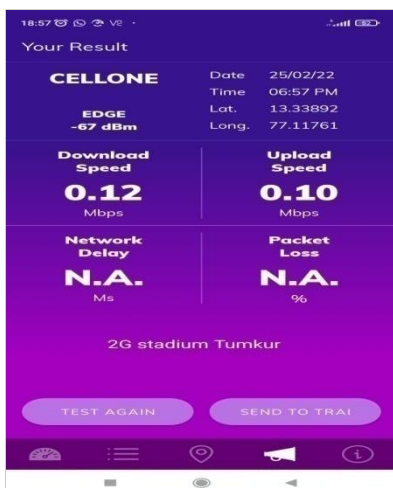 18:57
Your Result
CELLONE
EDGE
-67 dBm
Date 25/02/22
Time 06:57 PM
Lat. 13.33892
Long. 77.11761
Download
Speed
0.12
Mbps
Upload
Speed
0.10
Mbps
Network
Delay
N.A.
Ms
Packet
Loss
N.A.
%
2G stadium Tumkur
TEST AGAIN
SEND TO TRAI